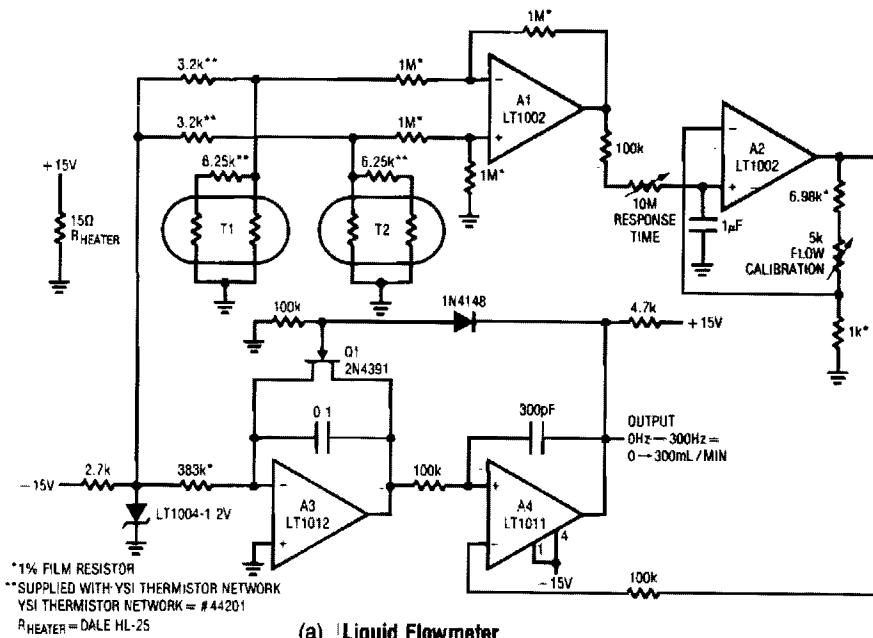 1M*
3.2k**
1M*
A1
LT1002
3.2k**
1M*
100k
A2
LT1002
+15V
6.25k**
6.25k**
1M*
6.98k*
10M
RESPONSE
TIME
1µF
15Ω
RHEATER
T1
T2
5k
FLOW
CALIBRATION
100k
1N4148
4.7k
+15V
1k*
Q1
2N4391
0 1
300pF
OUTPUT
0Hz—300Hz=
0→300mL/MIN
-15V
2.7k
383k*
100k
A3
LT1012
A4
LT1011
LT1004-1 2V
1
4
-15V
100k
*1% FILM RESISTOR
**SUPPLIED WITH YSI THERMISTOR NETWORK
YSI THERMISTOR NETWORK = #44201
RHEATER = DALE HL-25
(a) Liquid Flowmeter